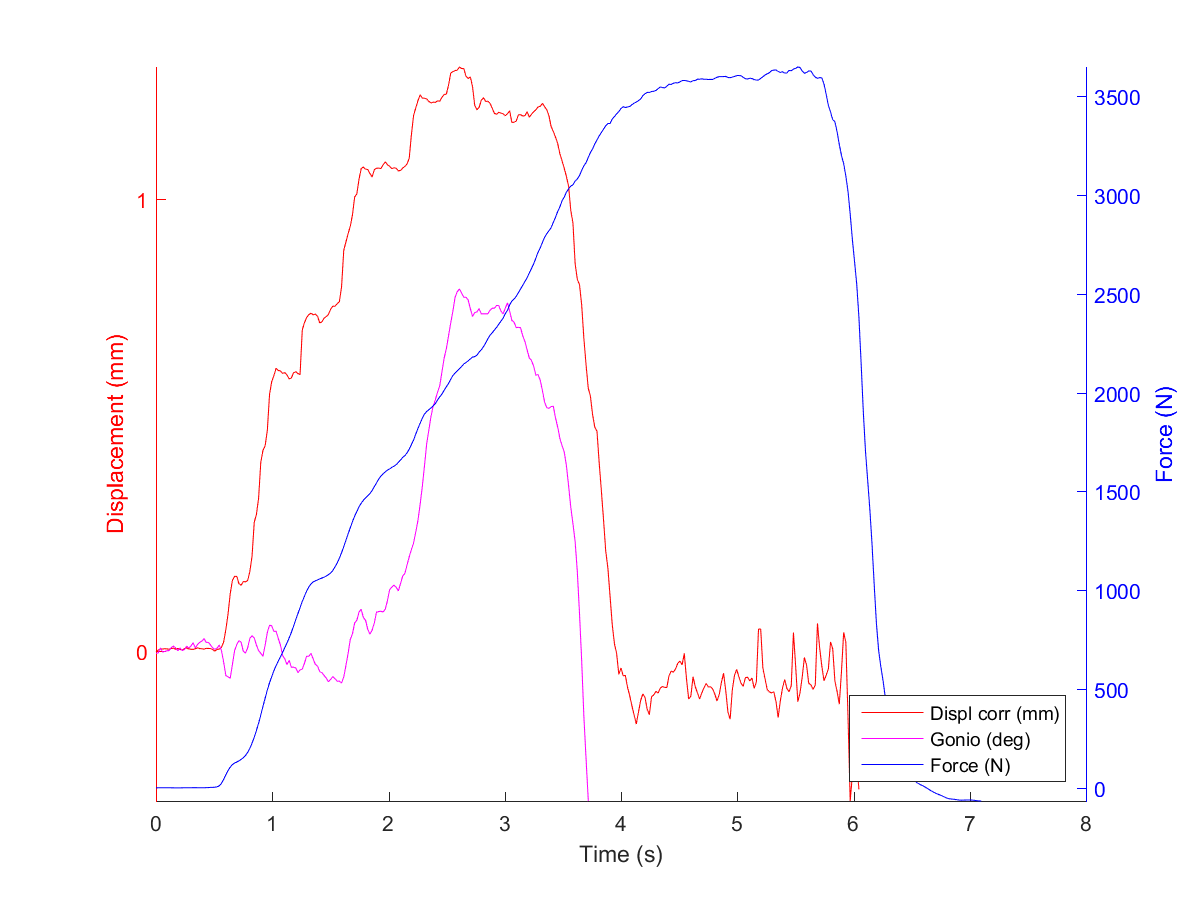 Displacement (mm)
1
0
3500
3000
2500
2000
1500
1000
500
0
Force (N)
Displ corr (mm)
Gonio (deg)
Force (N)
0 1 2 3 4 5 6 7 8
Time (s)